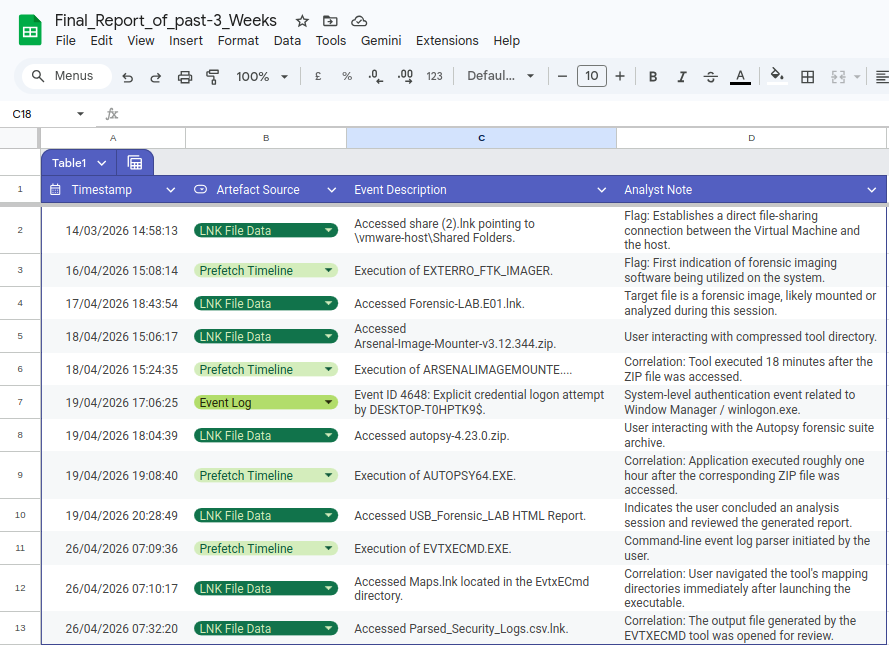 Final_Report_of_past-3_Weeks
File Edit View Insert Format Data Tools Gemini Extensions Help
Menus 100% £ % .0 .00 123 Defaul... − 10 + B I S A
C18 fx
A B C D
Table1
1 Timestamp Artefact Source Event Description Analyst Note
2 14/03/2026 14:58:13 LNK File Data
Accessed share (2).lnk pointing to
\vmware-host\Shared Folders.
Flag: Establishes a direct file-sharing
connection between the Virtual Machine and
the host.
3 16/04/2026 15:08:14 Prefetch Timeline Execution of EXTERRO_FTK_IMAGER.
Flag: First indication of forensic imaging
software being utilized on the system.
4 17/04/2026 18:43:54 LNK File Data Accessed Forensic-LAB.E01.lnk.
Target file is a forensic image, likely mounted or
analyzed during this session.
5 18/04/2026 15:06:17 LNK File Data
Accessed
Arsenal-Image-Mounter-v3.12.344.zip.
User interacting with compressed tool directory.
6 18/04/2026 15:24:35 Prefetch Timeline Execution of ARSENALIMAGEMOUNTE....
Correlation: Tool executed 18 minutes after the
ZIP file was accessed.
7 19/04/2026 17:06:25 Event Log
Event ID 4648: Explicit credential logon attempt
by DESKTOP-T0HPTK9$.
System-level authentication event related to
Window Manager / winlogon.exe.
8 19/04/2026 18:04:39 LNK File Data Accessed autopsy-4.23.0.zip.
User interacting with the Autopsy forensic suite
archive.
9 19/04/2026 19:08:40 Prefetch Timeline Execution of AUTOPSY64.EXE.
Correlation: Application executed roughly one
hour after the corresponding ZIP file was
accessed.
10 19/04/2026 20:28:49 LNK File Data Accessed USB_Forensic_LAB HTML Report.
Indicates the user concluded an analysis
session and reviewed the generated report.
11 26/04/2026 07:09:36 Prefetch Timeline Execution of EVTXECMD.EXE.
Command-line event log parser initiated by the
user.
12 26/04/2026 07:10:17 LNK File Data
Accessed Maps.lnk located in the EvtxECmd
directory.
Correlation: User navigated the tool's mapping
directories immediately after launching the
executable.
13 26/04/2026 07:32:20 LNK File Data Accessed Parsed_Security_Logs.csv.lnk.
Correlation: The output file generated by the
EVTXECMD tool was opened for review.